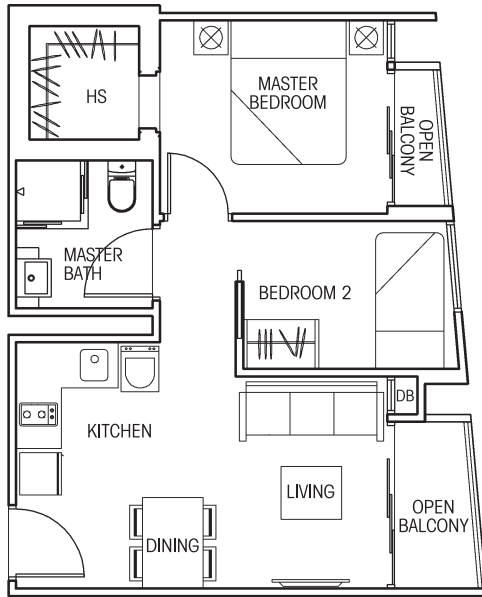 HS
MASTER
BEDROOM
OPEN
BALCONY
MASTER
BATH
BEDROOM 2
DB
KITCHEN
LIVING
OPEN
BALCONY
DINING